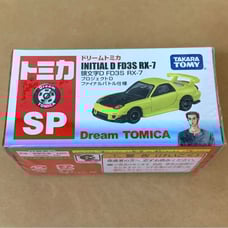 トミカ
SP
ドリームトミカ
INITIAL D FD3S RX-7
頭文字D FD3S RX-7
プロジェクトD
ファイナルバトル仕様
TAKARA
TOMY
Dream TOMICA